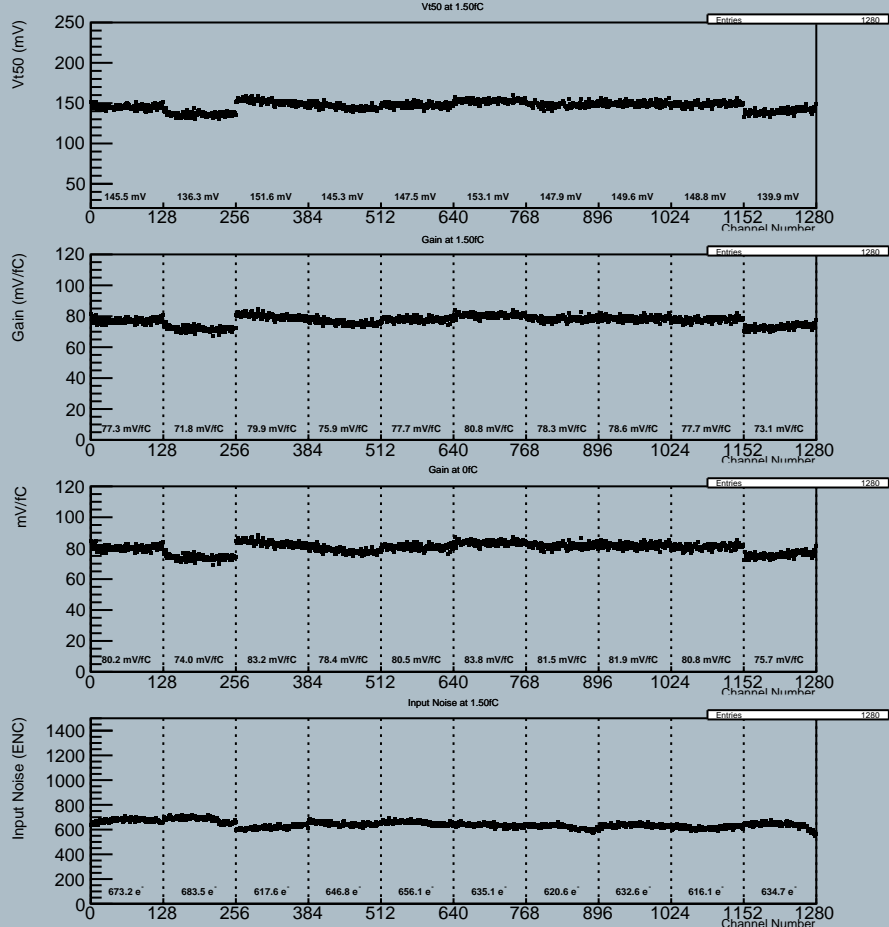 Vt50 at 1.50fC
Entries 1280
Vt50 (mV)
250
200
150
100
50
145.5 mV 136.3 mV 151.6 mV 145.3 mV 147.5 mV 153.1 mV 147.9 mV 149.6 mV 148.8 mV 139.9 mV
0 128 256 384 512 640 768 896 1024 1152 1280
Channel Number
Gain at 1.50fC
Entries 1280
Gain (mV/fC)
120
100
80
60
40
20
0
77.3 mV/fC 71.8 mV/fC 79.9 mV/fC 75.9 mV/fC 77.7 mV/fC 80.8 mV/fC 78.3 mV/fC 78.6 mV/fC 77.7 mV/fC 73.1 mV/fC
0 128 256 384 512 640 768 896 1024 1152 1280
Channel Number
Gain at 0fC
Entries 1280
mV/fC
120
100
80
60
40
20
0
80.2 mV/fC 74.0 mV/fC 83.2 mV/fC 78.4 mV/fC 80.5 mV/fC 83.8 mV/fC 81.5 mV/fC 81.9 mV/fC 80.8 mV/fC 75.7 mV/fC
0 128 256 384 512 640 768 896 1024 1152 1280
Channel Number
Input Noise at 1.50fC
Entries 1280
Input Noise (ENC)
1400
1200
1000
800
600
400
200
0
673.2 e⁻ 683.5 e⁻ 617.6 e⁻ 646.8 e⁻ 656.1 e⁻ 635.1 e⁻ 620.6 e⁻ 632.6 e⁻ 616.1 e⁻ 634.7 e⁻
0 128 256 384 512 640 768 896 1024 1152 1280
Channel Number